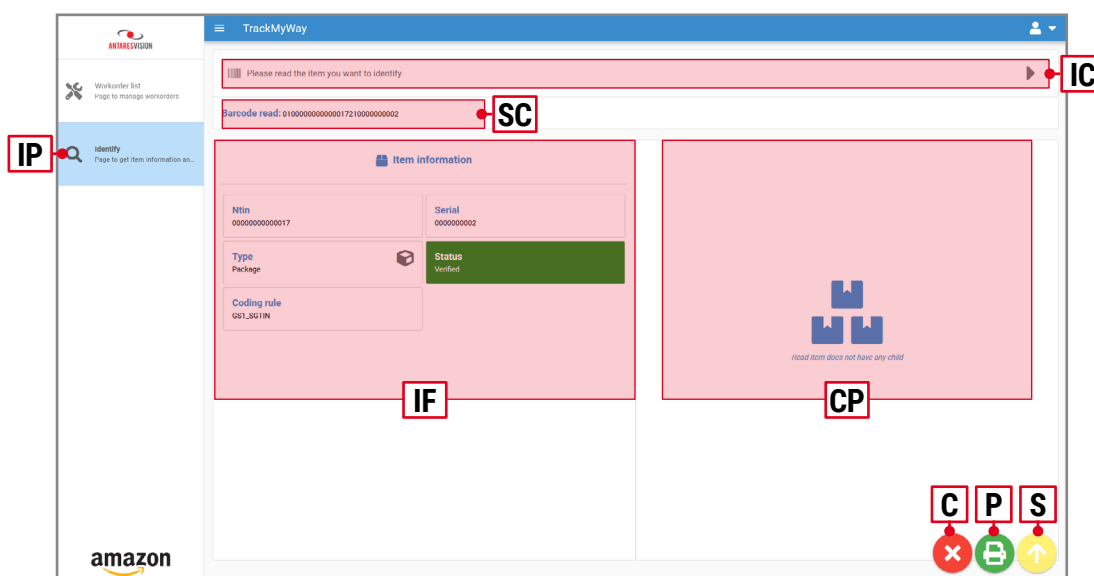 TrackMyWay
ANTARESVISION
Please read the item you want to identify
IC
Workorder list
Page to manage workorders
Barcode read: 0100000000000017210000000002
SC
IP
Identify
Page to get item information an...
Item information
Ntin
00000000000017
Serial
0000000002
Type
Package
Status
Verified
Coding rule
GS1_SGTIN
Read item does not have any child
IF
CP
C
P
S
amazon